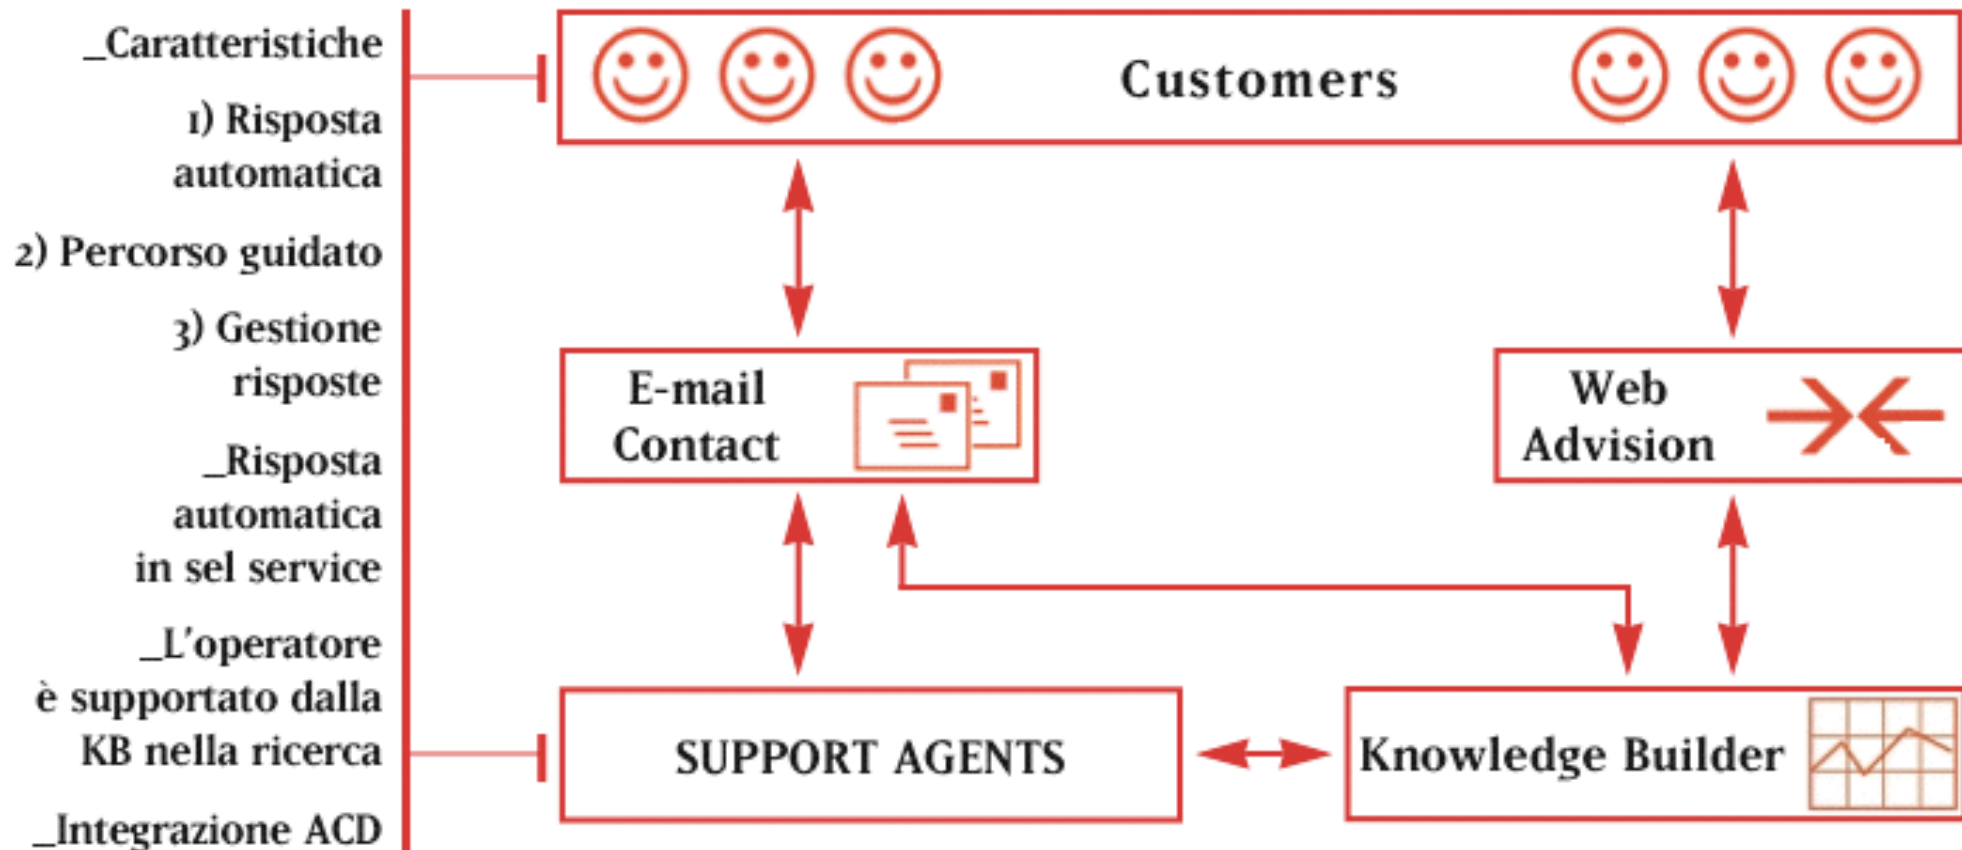 _Caratteristiche
1) Risposta
automatica
2) Percorso guidato
3) Gestione
risposte
_Risposta
automatica
in sel service
_L'operatore
è supportato dalla
KB nella ricerca
_Integrazione ACD
Customers
E-mail
Contact
Web
Advision
SUPPORT AGENTS
Knowledge Builder